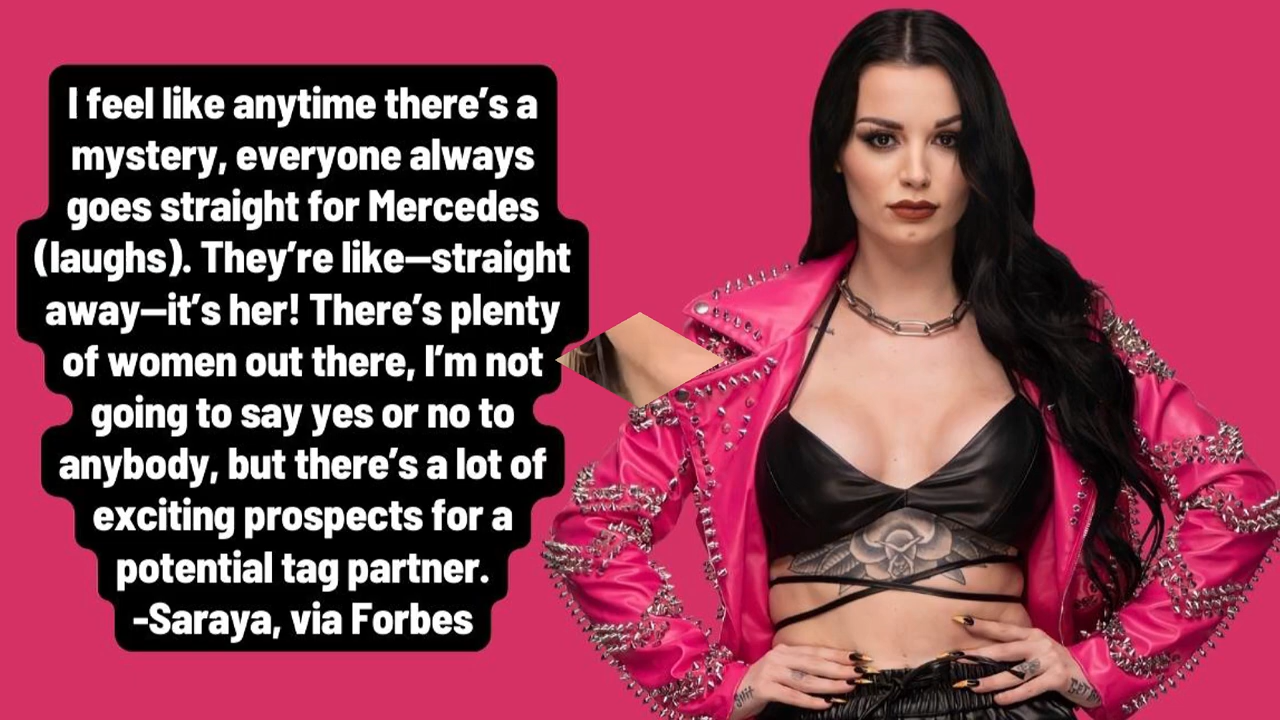 I feel like anytime there’s a
mystery, everyone always
goes straight for Mercedes
(laughs). They’re like—straight
away—it’s her! There’s plenty
of women out there, I’m not
going to say yes or no to
anybody, but there’s a lot of
exciting prospects for a
potential tag partner.
-Saraya, via Forbes